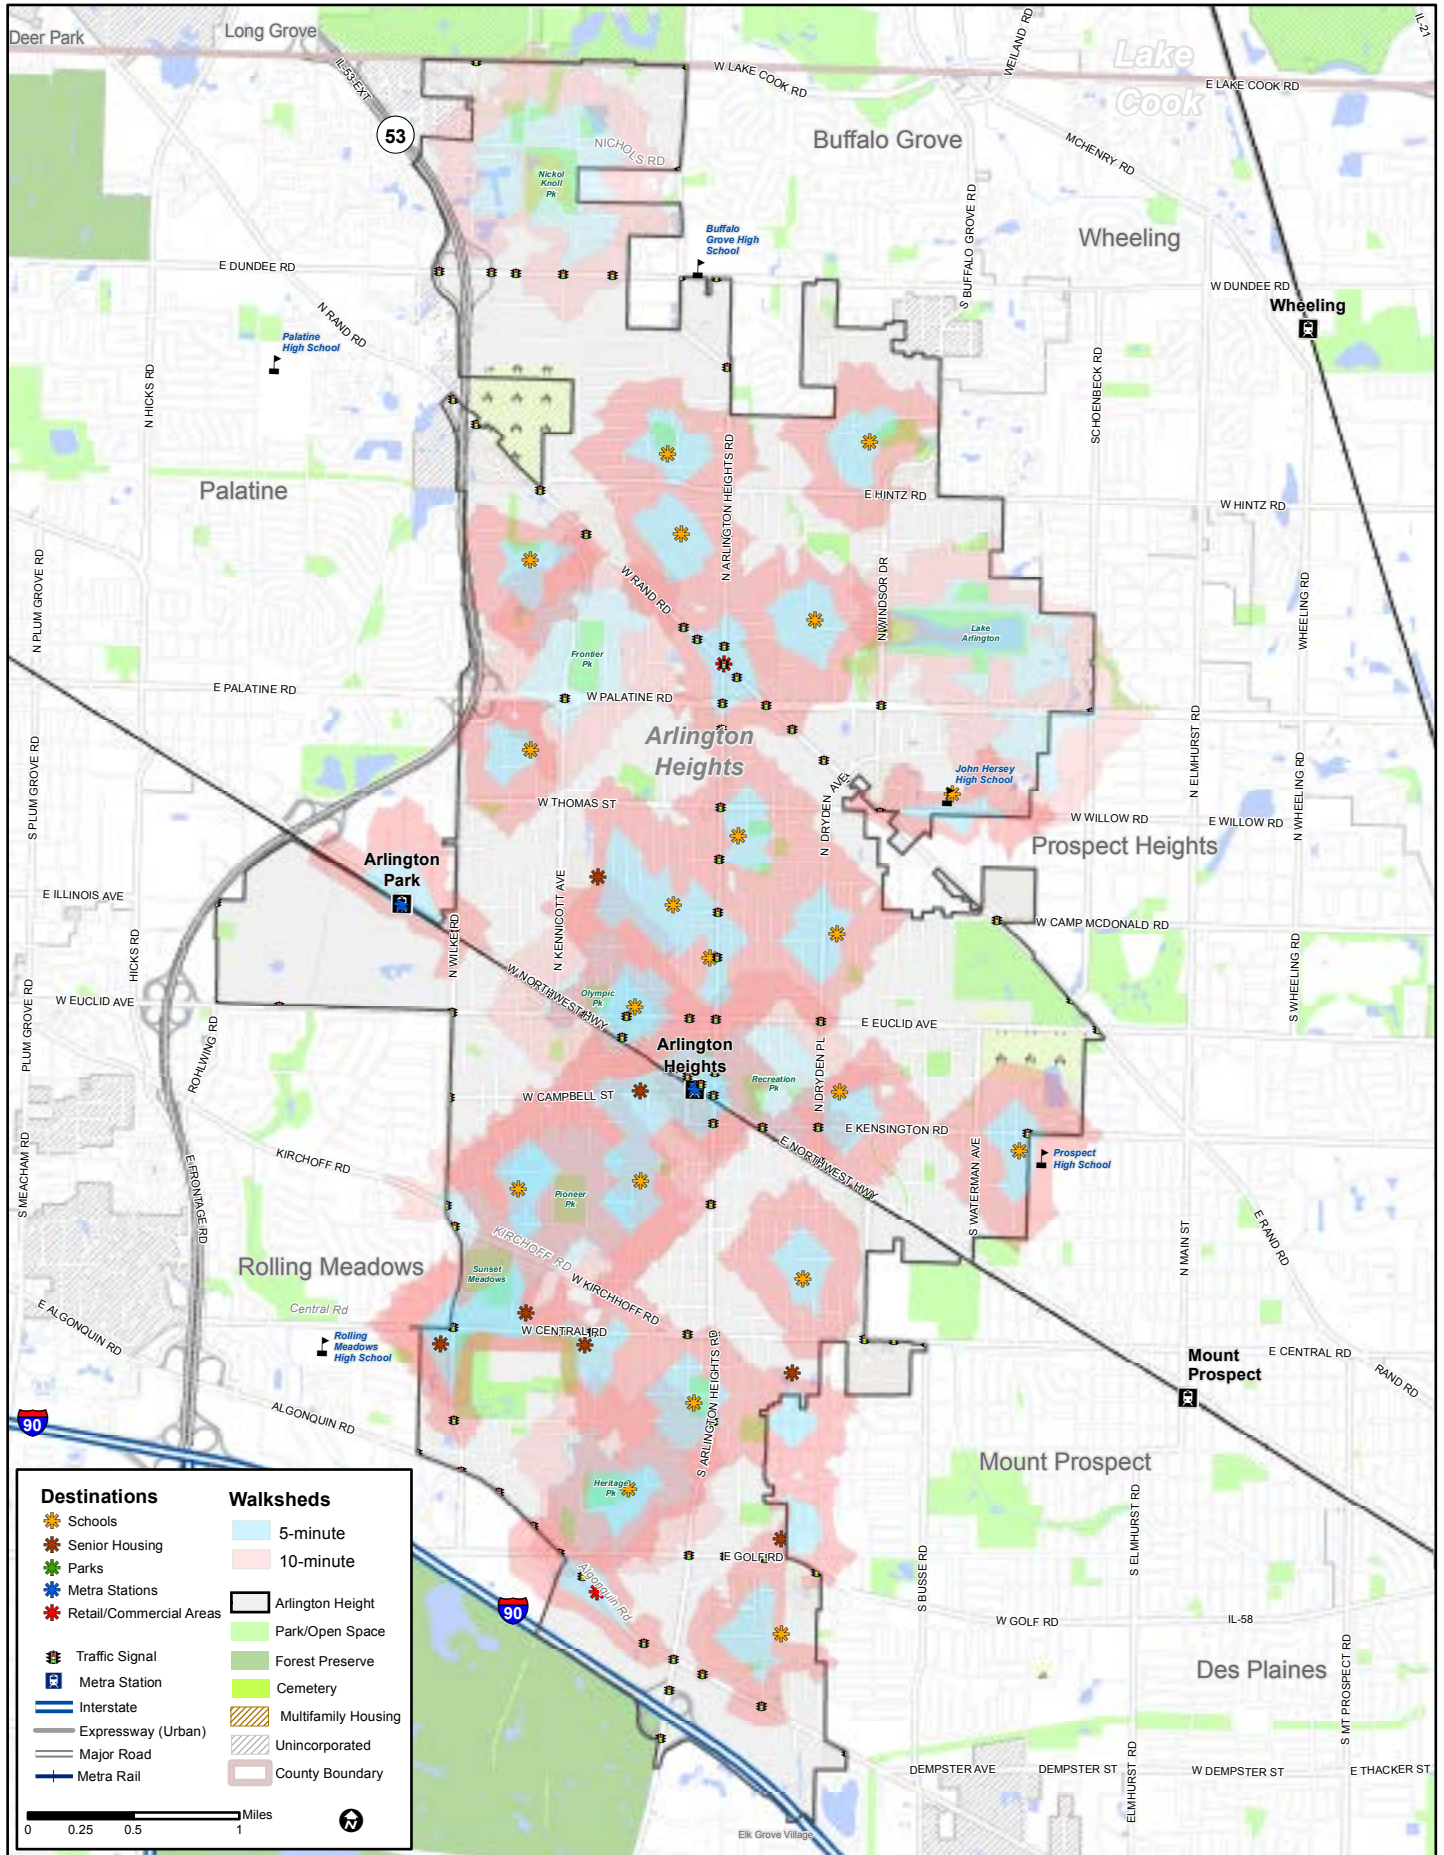 Deer Park
Long Grove
IL-53-EXT
53
W LAKE COOK RD
WEILAND RD
IL-21
Lake
Cook
E LAKE COOK RD
Buffalo Grove
MCHENRY RD
NICHOLS RD
Nickol
Knoll
Pk
Buffalo
Grove High
School
S BUFFALO GROVE RD
Wheeling
E DUNDEE RD
W DUNDEE RD
Wheeling
N RAND RD
Palatine
High School
N HICKS RD
SCHOENBECK RD
N ARLINGTON HEIGHTS RD
Palatine
E HINTZ RD
W HINTZ RD
N PLUM GROVE RD
W RAND RD
N WINDSOR DR
WHEELING RD
Lake
Arlington
Frontier
Pk
E PALATINE RD
W PALATINE RD
Arlington
Heights
S PLUM GROVE RD
N ELMHURST RD
N WHEELING RD
John Hersey
High School
W THOMAS ST
N DRYDEN AVE
W WILLOW RD
E WILLOW RD
Prospect Heights
Arlington
Park
E ILLINOIS AVE
N KENNICOTT AVE
N WILKE RD
HICKS RD
W CAMP MCDONALD RD
PLUM GROVE RD
W EUCLID AVE
W NORTHWEST HWY
Olympic
Pk
E EUCLID AVE
S WHEELING RD
ROHLWING RD
Arlington
Heights
Recreation
Pk
N DRYDEN PL
W CAMPBELL ST
E KENSINGTON RD
E NORTHWEST HWY
S WATERMAN AVE
Prospect
High School
S MEACHAM RD
KIRCHOFF RD
E FRONTAGE RD
Pioneer
Pk
KIRCHOFF RD
W KIRCHHOFF RD
N MAIN ST
E RAND RD
Rolling Meadows
Sunset
Meadows
Central Rd
E ALGONQUIN RD
Rolling
Meadows
High School
W CENTRAL RD
S ARLINGTON HEIGHTS RD
E CENTRAL RD
RAND RD
Mount
Prospect
90
ALGONQUIN RD
Mount Prospect
Heritage
Pk
S ELMHURST RD
E GOLF RD
Algonquin Rd
90
S BUSSE RD
W GOLF RD
IL-58
Des Plaines
S MT PROSPECT RD
DEMPSTER AVE
DEMPSTER ST
W DEMPSTER ST
E THACKER ST
ELMHURST RD
Elk Grove Village
Destinations
Schools
Senior Housing
Parks
Metra Stations
Retail/Commercial Areas
Traffic Signal
Metra Station
Interstate
Expressway (Urban)
Major Road
Metra Rail
Walksheds
5-minute
10-minute
Arlington Height
Park/Open Space
Forest Preserve
Cemetery
Multifamily Housing
Unincorporated
County Boundary
0 0.25 0.5 1 Miles
N